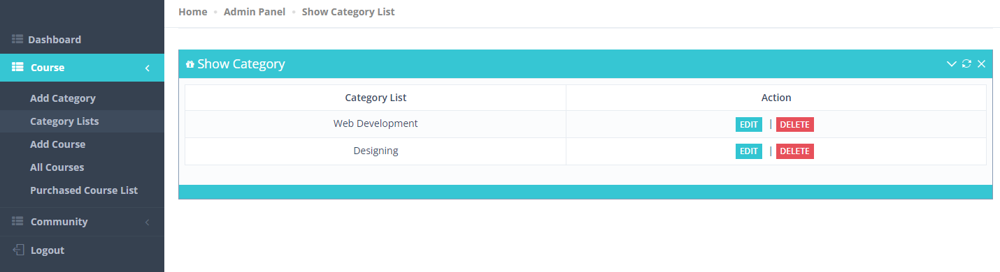 Home • Admin Panel • Show Category List
Dashboard
Course
Add Category
Category Lists
Add Course
All Courses
Purchased Course List
Community
Logout
Show Category
Category List Action
Web Development EDIT | DELETE
Designing EDIT | DELETE